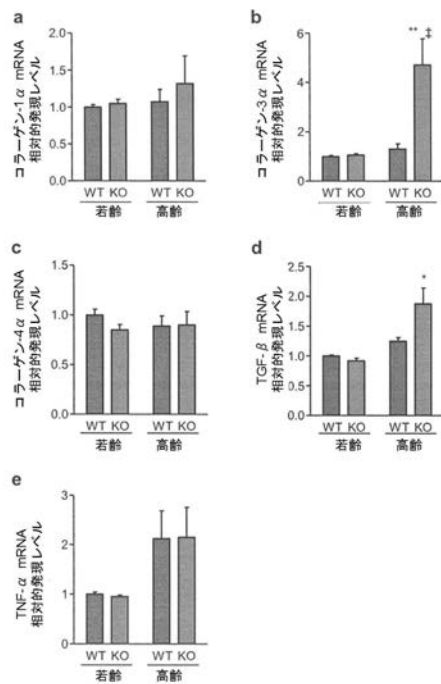 a
コラーゲン-1α mRNA
相対的発現レベル
2.0
1.5
1.0
0.5
0.0
WT KO WT KO
若齢 高齢
b
コラーゲン-3α mRNA
相対的発現レベル
6
4
2
0
** ‡
WT KO WT KO
若齢 高齢
c
コラーゲン-4α mRNA
相対的発現レベル
1.5
1.0
0.5
0.0
WT KO WT KO
若齢 高齢
d
TGF-β mRNA
相対的発現レベル
2.5
2.0
1.5
1.0
0.5
0.0
*
WT KO WT KO
若齢 高齢
e
TNF-α mRNA
相対的発現レベル
3
2
1
0
WT KO WT KO
若齢 高齢